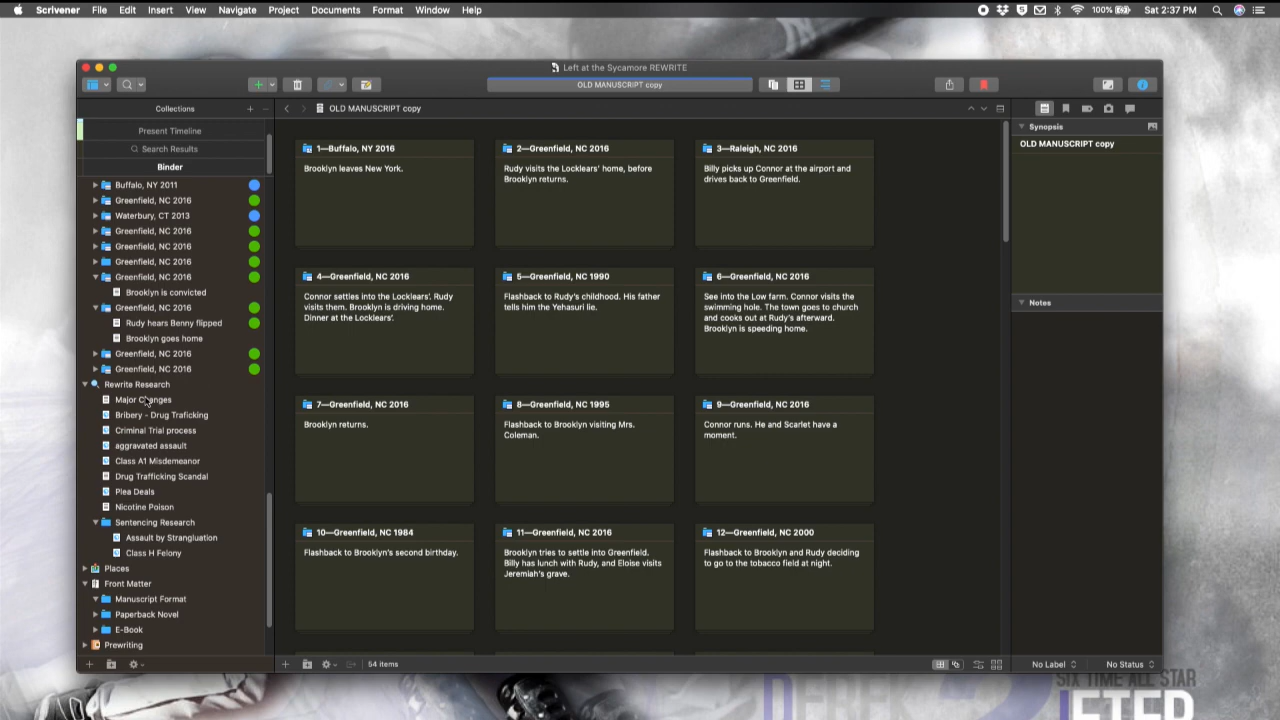 Scrivener File Edit Insert View Navigate Project Documents Format Window Help 100% Sat 2:37 PM
Left at the Sycamore REWRITE
OLD MANUSCRIPT copy
Collections
Present Timeline
Search Results
Binder
Buffalo, NY 2011
Greenfield, NC 2016
Waterbury, CT 2013
Greenfield, NC 2016
Greenfield, NC 2016
Greenfield, NC 2016
Greenfield, NC 2016
Brooklyn is convicted
Greenfield, NC 2016
Rudy hears Benny flipped
Brooklyn goes home
Greenfield, NC 2016
Greenfield, NC 2016
Rewrite Research
Major Changes
Bribery - Drug Traficking
Criminal Trial process
aggravated assault
Class A1 Misdemeanor
Drug Trafficking Scandal
Plea Deals
Nicotine Poison
Sentencing Research
Assault by Strangluation
Class H Felony
Places
Front Matter
Manuscript Format
Paperback Novel
E-Book
Prewriting
OLD MANUSCRIPT copy
1—Buffalo, NY 2016
Brooklyn leaves New York.
2—Greenfield, NC 2016
Rudy visits the Locklears' home, before
Brooklyn returns.
3—Raleigh, NC 2016
Billy picks up Connor at the airport and
drives back to Greenfield.
4—Greenfield, NC 2016
Connor settles into the Locklears'. Rudy
visits them. Brooklyn is driving home.
Dinner at the Locklears'.
5—Greenfield, NC 1990
Flashback to Rudy's childhood. His father
tells him the Yehasuri lie.
6—Greenfield, NC 2016
See into the Low farm. Connor visits the
swimming hole. The town goes to church
and cooks out at Rudy's afterward.
Brooklyn is speeding home.
7—Greenfield, NC 2016
Brooklyn returns.
8—Greenfield, NC 1995
Flashback to Brooklyn visiting Mrs.
Coleman.
9—Greenfield, NC 2016
Connor runs. He and Scarlet have a
moment.
10—Greenfield, NC 1984
Flashback to Brooklyn's second birthday.
11—Greenfield, NC 2016
Brooklyn tries to settle into Greenfield.
Billy has lunch with Rudy, and Eloise visits
Jeremiah's grave.
12—Greenfield, NC 2000
Flashback to Brooklyn and Rudy deciding
to go to the tobacco field at night.
54 items
Synopsis
OLD MANUSCRIPT copy
Notes
No Label No Status
SIX TIME ALL STAR
DEREK 2 JETER